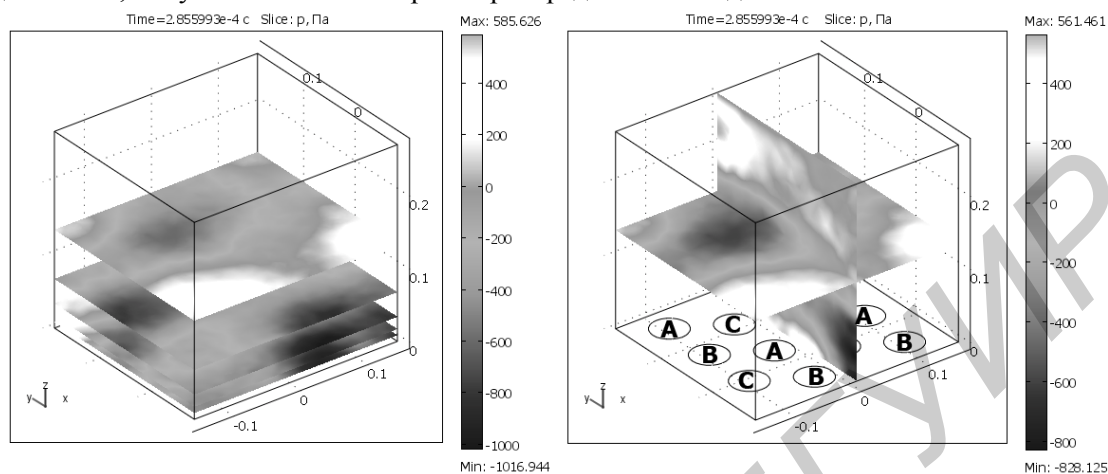 Time=2.855993e-4 с Slice: p, Па
Max: 585.626
0.1
0
0.2
0.1
0
0.1
0
-0.1
z
y x
400
200
0
-200
-400
-600
-800
-1000
Min: -1016.944
Time=2.855993e-4 с Slice: p, Па
Max: 561.461
0.1
0
0.2
0.1
0
0.1
0
-0.1
z
y x
A C A
B A B
C B
400
200
0
-200
-400
-600
-800
Min: -828.125
ГУИР